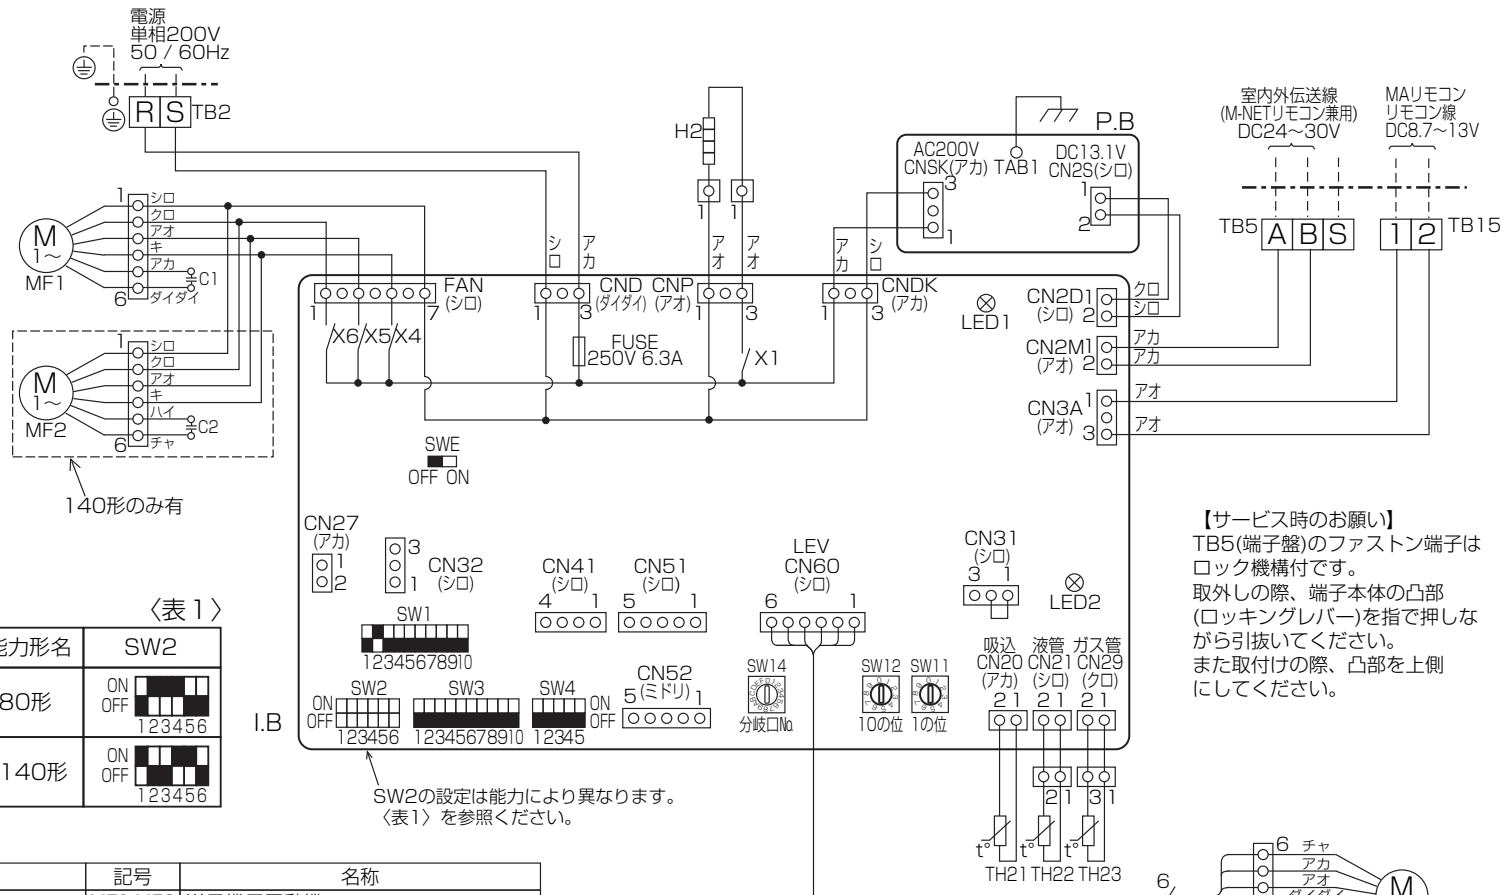 電源
単相200V
50 / 60Hz
R S TB2
1
シロ
クロ
アオ
キ
アカ
ダイダイ
6
C1
M
1～
MF1
1
シロ
クロ
アオ
キ
ハイ
チャ
6
C2
M
1～
MF2
140形のみ有
H2
1 1
シロ アカ
アオ アオ
アカ シロ
P.B
AC200V
CNSK(アカ)
3
1
TAB1
DC13.1V
CN2S(シロ)
1
2
室内外伝送線
(M-NETリモコン兼用)
DC24～30V
MAリモコン
リモコン線
DC8.7～13V
TB5 A B S
1 2 TB15
FAN
(シロ)
1 7
X6 X5 X4
CND
(ダイダイ)
1 3
FUSE
250V 6.3A
CNP
(アオ)
1 3
X1
CNDK
(アカ)
1 3
LED1
CN2D
(シロ)
1
2
クロ
シロ
CN2M
(アオ)
1
2
アカ
アカ
CN3A
(アオ)
1
3
アオ
アオ
SWE
OFF ON
CN27
(アカ)
1
2
3
1
CN32
(シロ)
CN41
(シロ)
4 1
CN51
(シロ)
5 1
LEV
CN60
(シロ)
6 1
CN31
(シロ)
3 1
LED2
SW1
12345678910
SW2
ON
OFF
123456
SW3
12345678910
SW4
ON
OFF
12345
CN52
(ミドリ)
5 1
SW14
分岐口No.
SW12
10の位
SW11
1の位
吸込
CN20
(アカ)
2 1
液管
CN21
(シロ)
2 1
ガス管
CN29
(クロ)
2 1
I.B
2 1
3 1
t° t° t°
TH21 TH22 TH23
SW2の設定は能力により異なります。
〈表1〉を参照ください。
【サービス時のお願い】
TB5(端子盤)のファストン端子は
ロック機構付です。
取外しの際、端子本体の凸部
(ロッキングレバー)を指で押しな
がら引抜いてください。
また取付けの際、凸部を上側
にしてください。
〈表1〉
能力形名 SW2
80形
ON
OFF
123456
140形
ON
OFF
123456
記号 名称
6
6
チャ
アカ
アオ
M